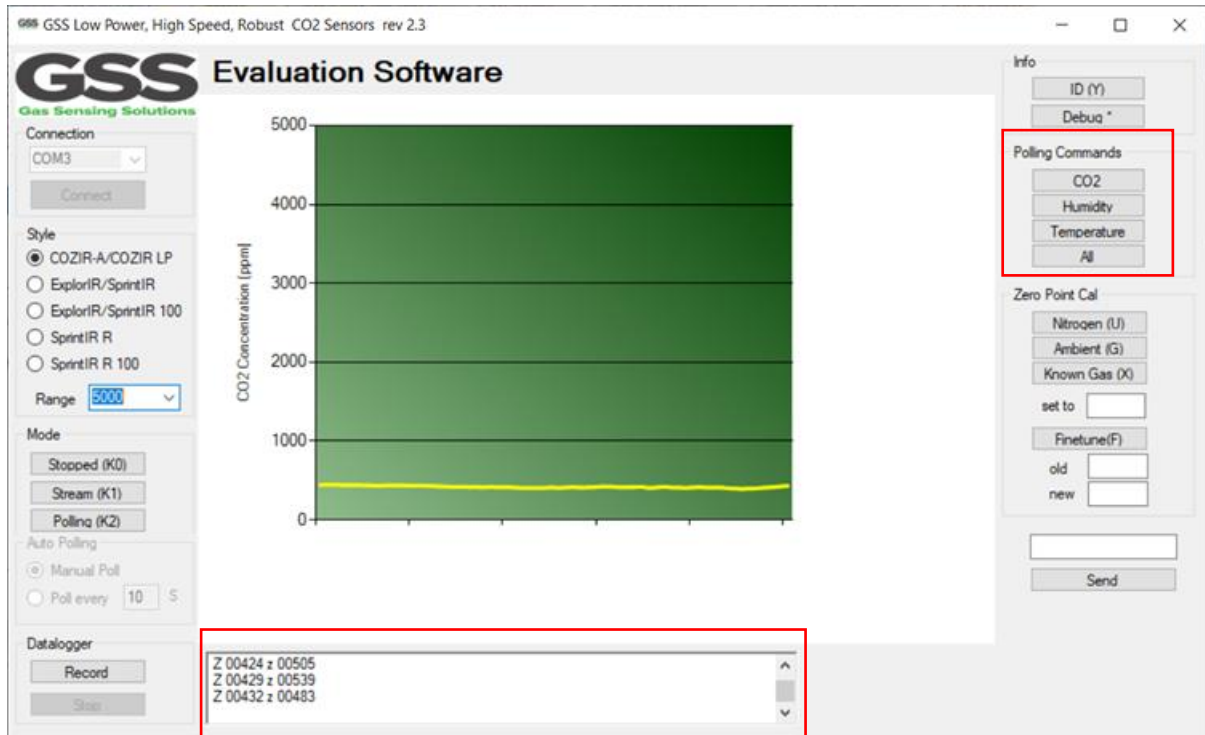 GSS GSS Low Power, High Speed, Robust CO2 Sensors rev 2.3
GSS
Gas Sensing Solutions
Evaluation Software
Connection
COM3
Connect
Style
COZIR-A/COZIR LP
ExplorIR/SprintIR
ExplorIR/SprintIR 100
SprintIR R
SprintIR R 100
Range 5000
Mode
Stopped (K0)
Stream (K1)
Polling (K2)
Auto Polling
Manual Poll
Poll every 10 S
Datalogger
Record
Stop
CO2 Concentration [ppm]
5000
4000
3000
2000
1000
0
Z 00424 z 00505
Z 00429 z 00539
Z 00432 z 00483
Info
ID (Y)
Debug *
Polling Commands
CO2
Humidity
Temperature
All
Zero Point Cal
Nitrogen (U)
Ambient (G)
Known Gas (X)
set to
Finetune(F)
old
new
Send